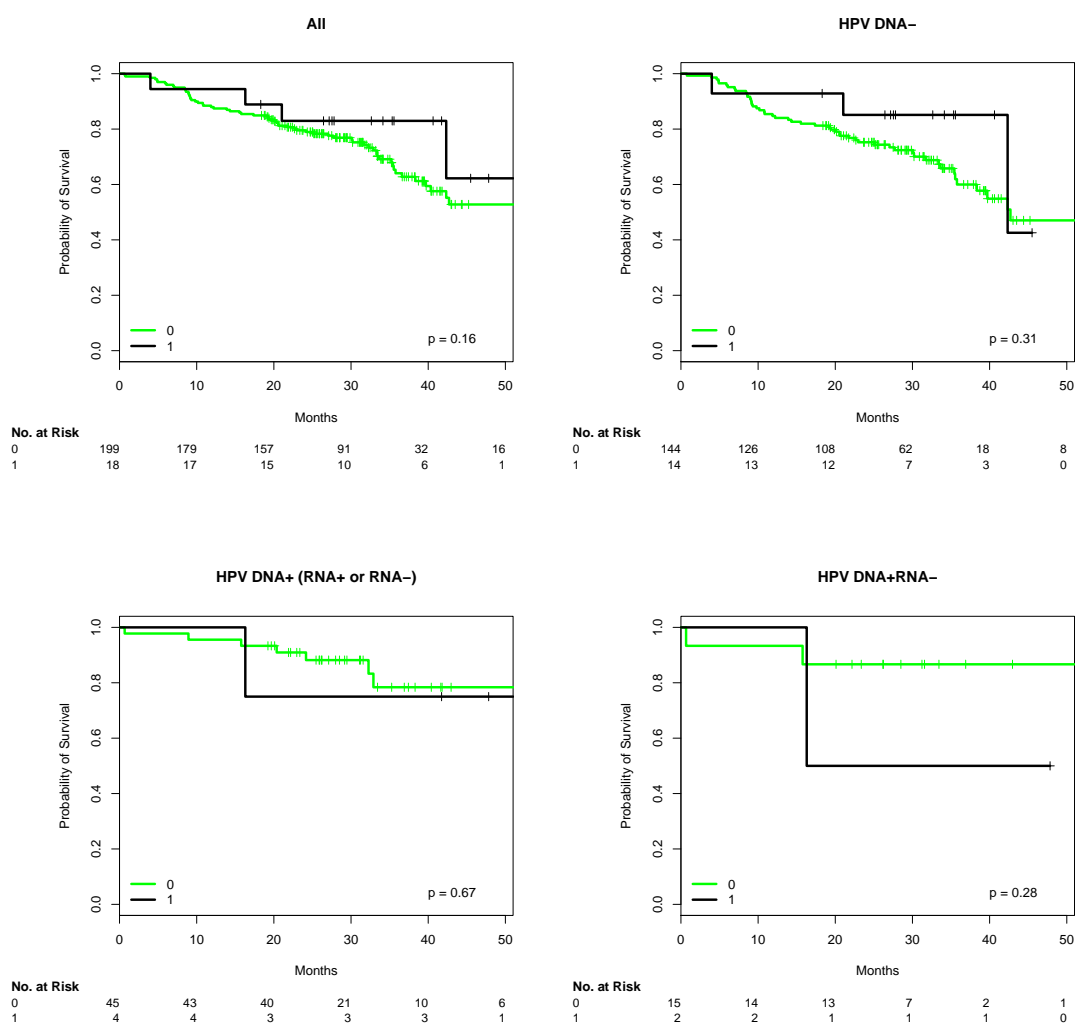 All
Probability of Survival
1.0
0.8
0.6
0.4
0.2
0.0
0
1
p = 0.16
0 10 20 30 40 50
Months
No. at Risk
0 199 179 157 91 32 16
1 18 17 15 10 6 1
HPV DNA−
Probability of Survival
1.0
0.8
0.6
0.4
0.2
0.0
0
1
p = 0.31
0 10 20 30 40 50
Months
No. at Risk
0 144 126 108 62 18 8
1 14 13 12 7 3 0
HPV DNA+ (RNA+ or RNA−)
Probability of Survival
1.0
0.8
0.6
0.4
0.2
0.0
0
1
p = 0.67
0 10 20 30 40 50
Months
No. at Risk
0 45 43 40 21 10 6
1 4 4 3 3 3 1
HPV DNA+RNA−
Probability of Survival
1.0
0.8
0.6
0.4
0.2
0.0
0
1
p = 0.28
0 10 20 30 40 50
Months
No. at Risk
0 15 14 13 7 2 1
1 2 2 1 1 1 0